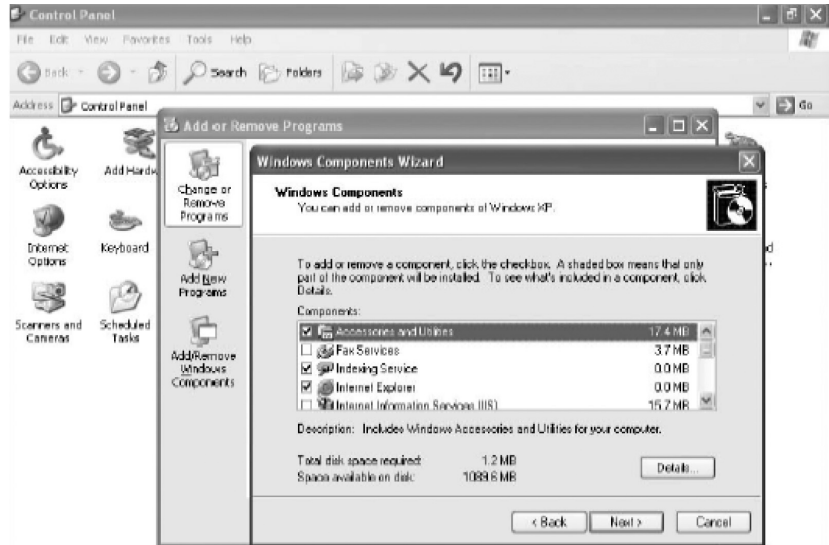 Control Panel
File Edit View Favorites Tools Help
Back Search Folders
Address Control Panel Go
Add or Remove Programs
Accessibility Options
Add Hardw
Internet Options
Keyboard
Scanners and Cameras
Scheduled Tasks
Change or Remove Programs
Add New Programs
Add/Remove Windows Components
Windows Components Wizard
Windows Components
You can add or remove components of Windows XP.
To add or remove a component, click the checkbox. A shaded box means that only
part of the component will be installed. To see what's included in a component, click
Details.
Components:
Accessories and Utilities 17.4 MB
Fax Services 3.7 MB
Indexing Service 0.0 MB
Internet Explorer 0.0 MB
Internet Information Services (IIS) 15.7 MB
Description: Includes Windows Accessories and Utilities for your computer.
Total disk space required: 1.2 MB
Space available on disk: 1089.6 MB
Details...
< Back Next > Cancel